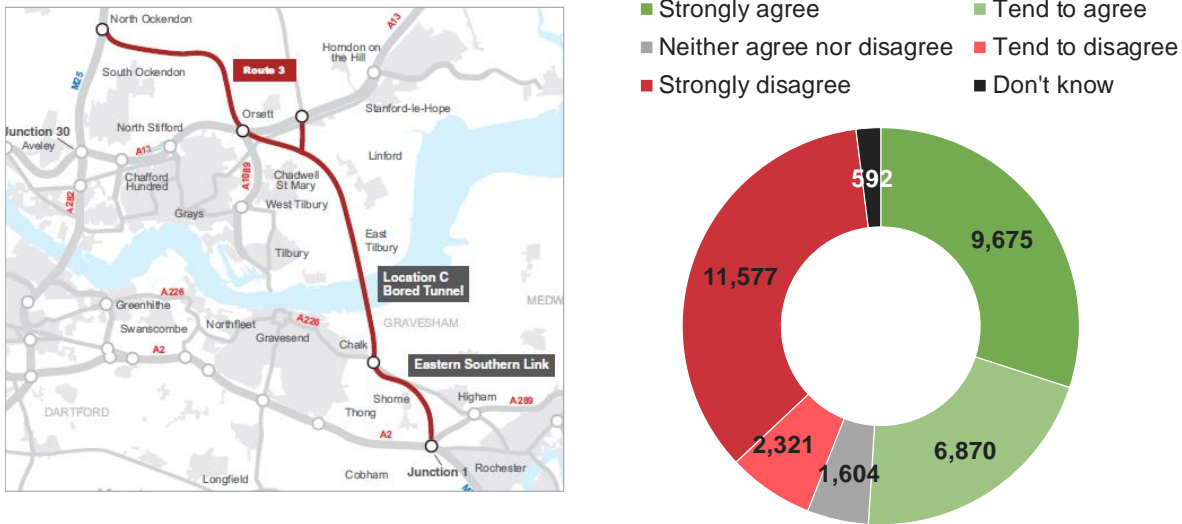 North Ockendon
A13
Horndon on
the Hill
M25
South Ockendon
Route 3
Stanford-le-Hope
Orsett
Junction 30
Aveley
North Stifford
A13
Linford
Chafford
Hundred
A1089
Chadwell
St Mary
A282
West Tilbury
Grays
East
Tilbury
Tilbury
Location C
Bored Tunnel
A226
MEDW
Greenhithe
Northfleet
A226
GRAVESHAM
Swanscombe
Gravesend
A2
Chalk
Eastern Southern Link
Shorne
Higham
A289
DARTFORD
Thong
A2
Junction 1
Rochester
Longfield
Cobham
Strongly agree
Tend to agree
Neither agree nor disagree
Tend to disagree
Strongly disagree
Don't know
592
9,675
11,577
2,321
1,604
6,870